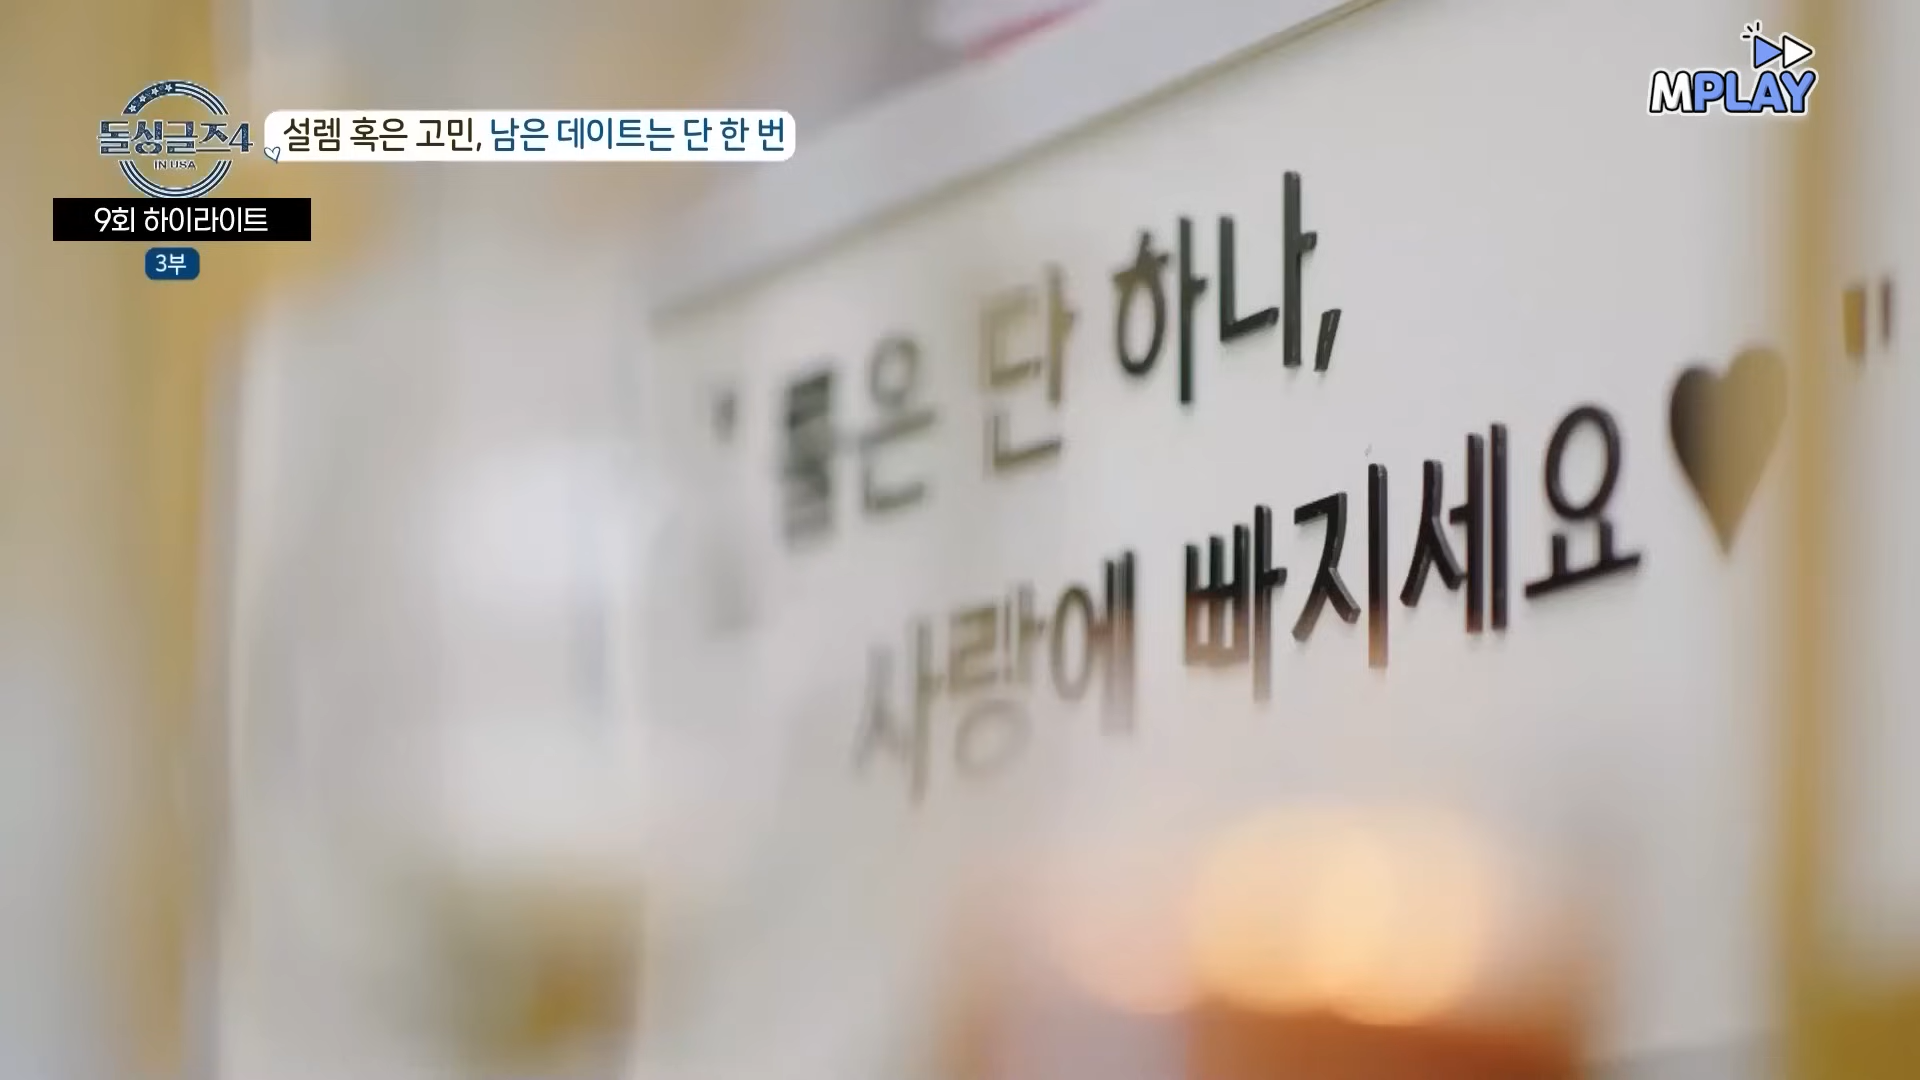 MPLAY
돌싱글즈4
IN USA
설렘 혹은 고민, 남은 데이트는 단 한 번
9회 하이라이트
3부
"룰은 단 하나,
사랑에 빠지세요♥"